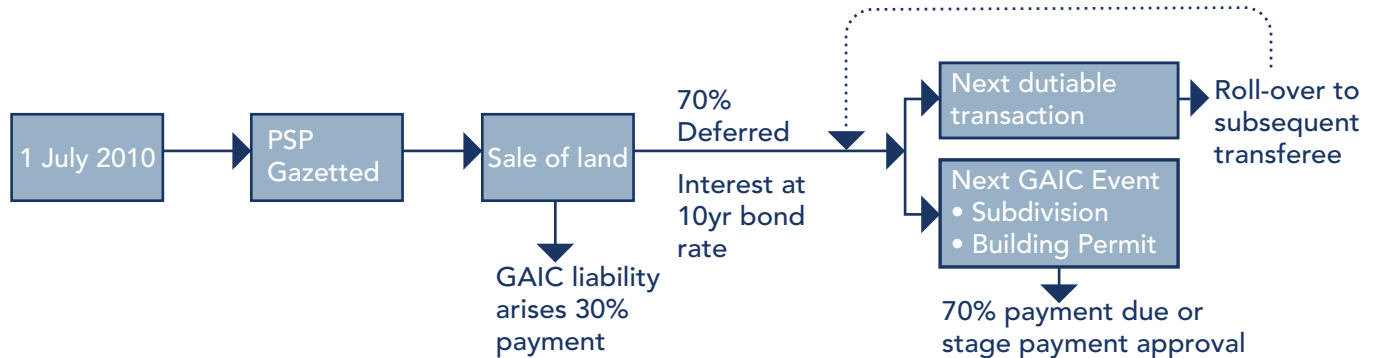 1 July 2010
PSP
Gazetted
Sale of land
GAIC liability
arises 30%
payment
70%
Deferred
Interest at
10yr bond
rate
Next dutiable
transaction
Roll-over to
subsequent
transferee
Next GAIC Event
• Subdivision
• Building Permit
70% payment due or
stage payment approval